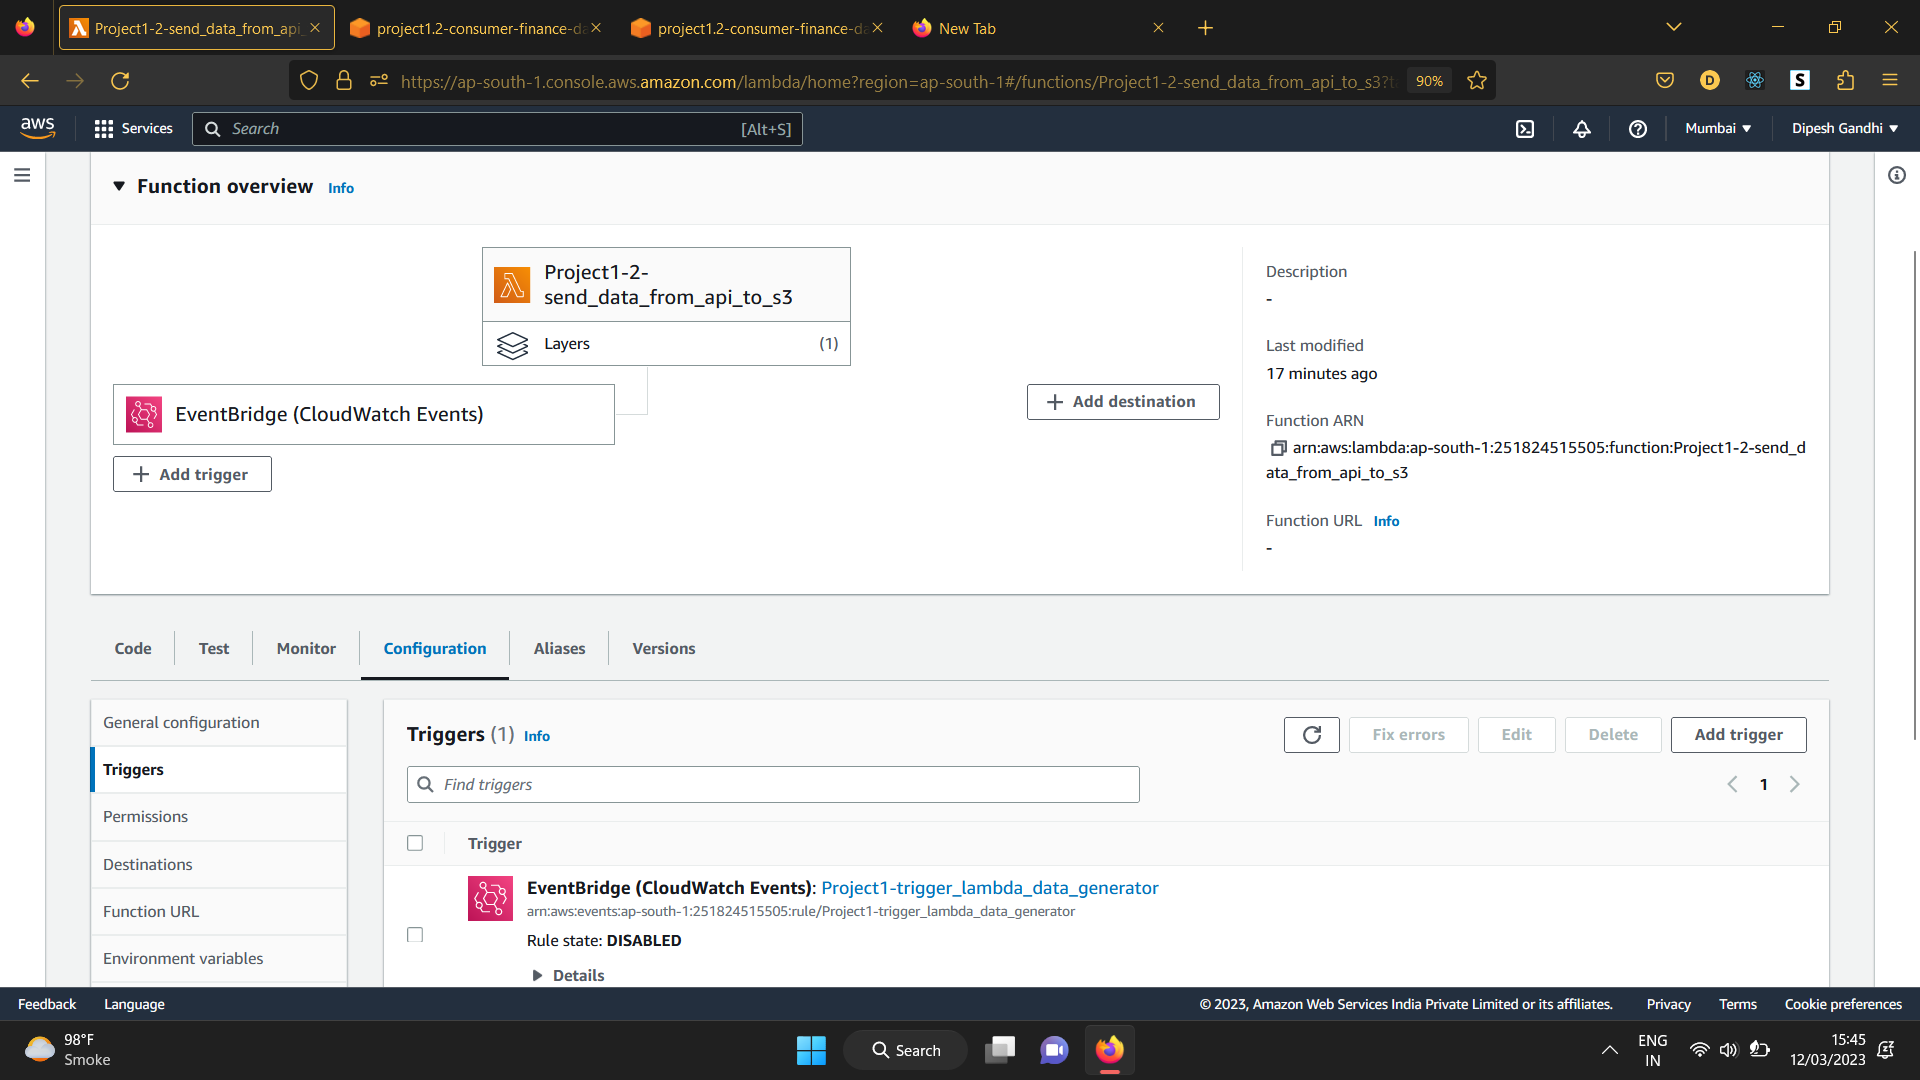 Project1-2-send_data_from_api_
project1.2-consumer-finance-da
project1.2-consumer-finance-da
New Tab
https://ap-south-1.console.aws.amazon.com/lambda/home?region=ap-south-1#/functions/Project1-2-send_data_from_api_to_s3?t
90%
D
S
aws
Services
Search
[Alt+S]
Mumbai
Dipesh Gandhi
Function overview Info
Project1-2-
send_data_from_api_to_s3
Layers (1)
EventBridge (CloudWatch Events)
Add trigger
Add destination
Description
-
Last modified
17 minutes ago
Function ARN
arn:aws:lambda:ap-south-1:251824515505:function:Project1-2-send_d
ata_from_api_to_s3
Function URL Info
-
Code
Test
Monitor
Configuration
Aliases
Versions
General configuration
Triggers
Permissions
Destinations
Function URL
Environment variables
Triggers (1) Info
Fix errors
Edit
Delete
Add trigger
Find triggers
1
Trigger
EventBridge (CloudWatch Events): Project1-trigger_lambda_data_generator
arn:aws:events:ap-south-1:251824515505:rule/Project1-trigger_lambda_data_generator
Rule state: DISABLED
Details
Feedback
Language
© 2023, Amazon Web Services India Private Limited or its affiliates.
Privacy
Terms
Cookie preferences
98°F
Smoke
Search
ENG
IN
15:45
12/03/2023